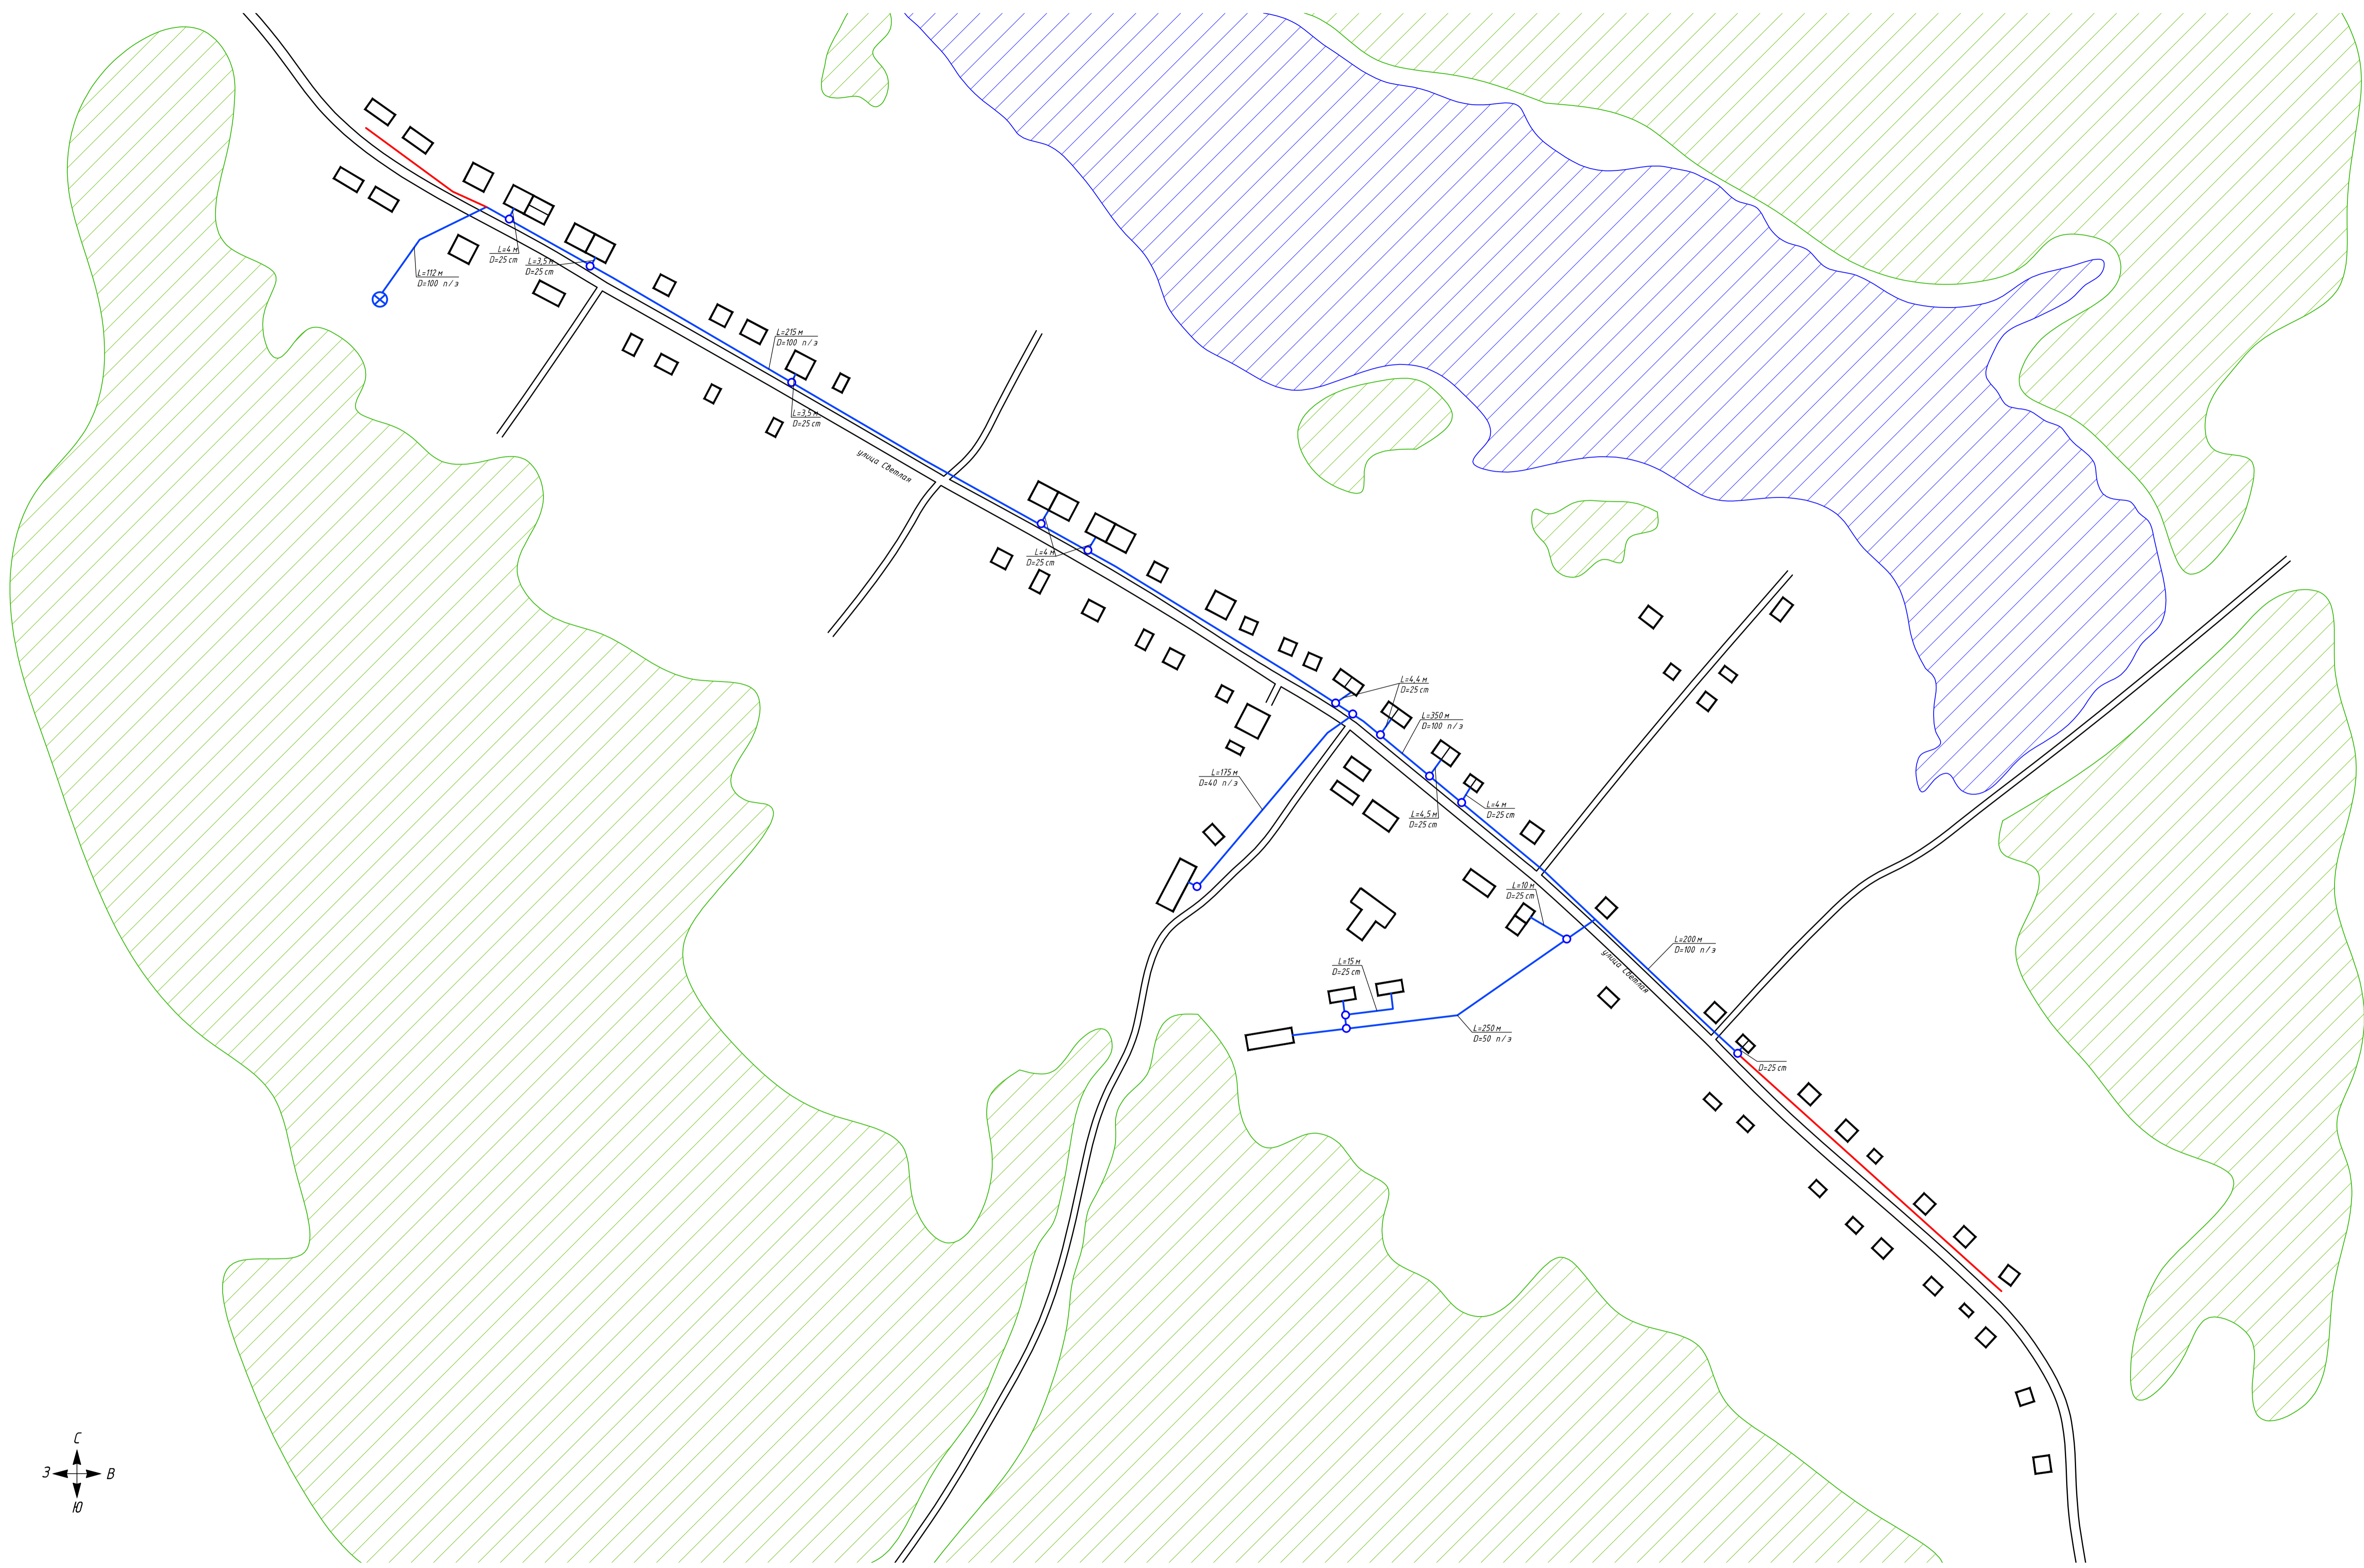 L=4 м
D=25 ст
L=3,5 м
D=25 ст
L=112 м
D=100 п/э
L=215 м
D=100 п/э
L=3,5 м
D=25 ст
улица Светлая
L=4 м
D=25 ст
L=4,4 м
D=25 ст
L=350 м
D=100 п/э
L=175 м
D=40 п/э
L=4 м
D=25 ст
L=4,5 м
D=25 ст
L=10 м
D=25 ст
L=200 м
D=100 п/э
улица Светлая
L=15 м
D=25 ст
L=250 м
D=50 п/э
D=25 ст
С
З
В
Ю